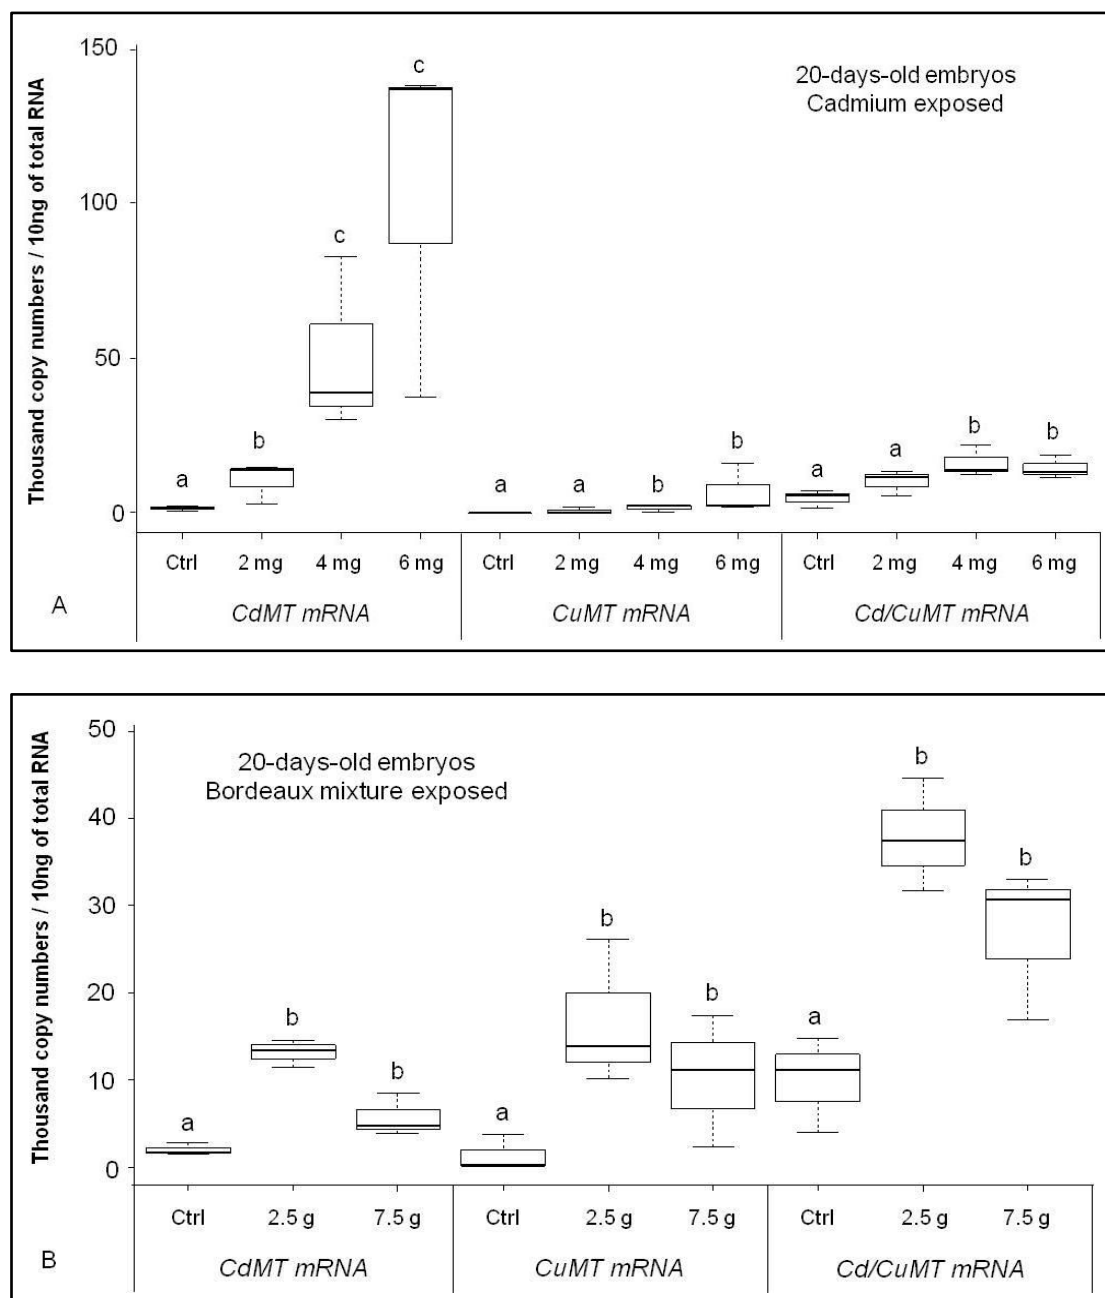 150
100
50
0
Thousand copy numbers / 10ng of total RNA
20-days-old embryos
Cadmium exposed
a b c c a a b b a a b b
Ctrl 2 mg 4 mg 6 mg Ctrl 2 mg 4 mg 6 mg Ctrl 2 mg 4 mg 6 mg
A CdMT mRNA CuMT mRNA Cd/CuMT mRNA
50
40
30
20
10
0
Thousand copy numbers / 10ng of total RNA
20-days-old embryos
Bordeaux mixture exposed
a b b a b b a b b
Ctrl 2.5 g 7.5 g Ctrl 2.5 g 7.5 g Ctrl 2.5 g 7.5 g
B CdMT mRNA CuMT mRNA Cd/CuMT mRNA